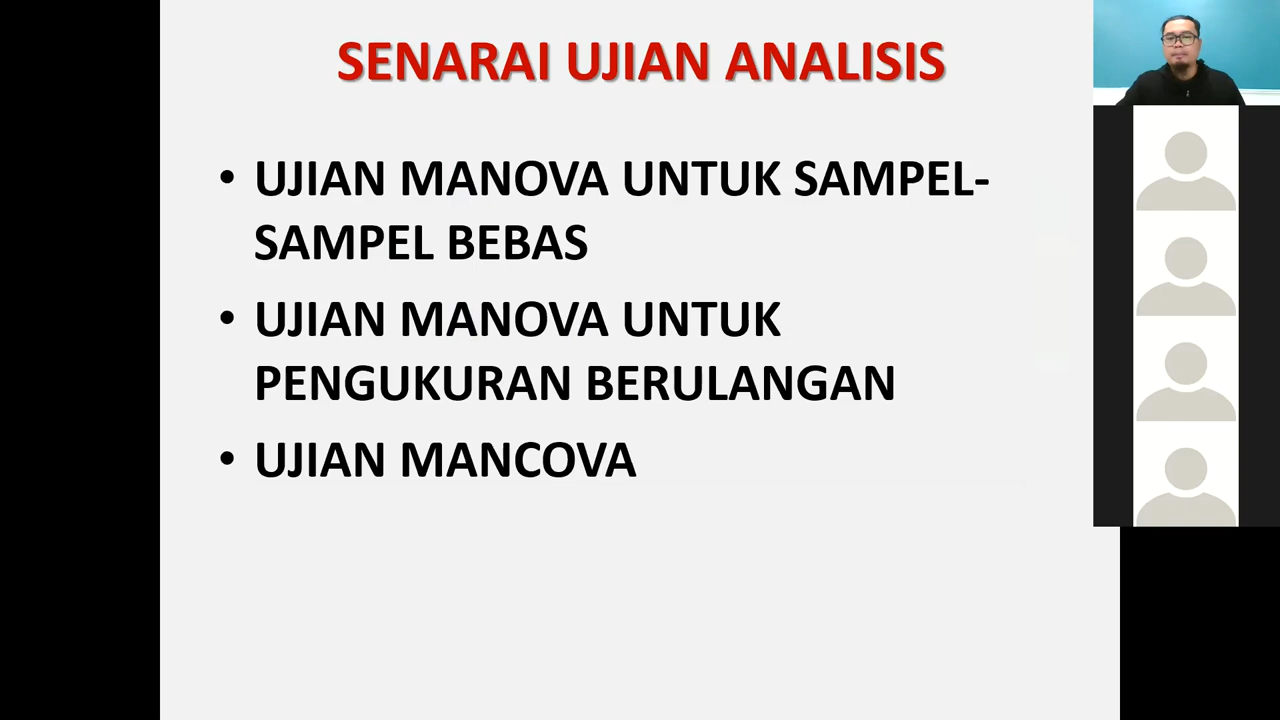 SENARAI UJIAN ANALISIS
• UJIAN MANOVA UNTUK SAMPEL-
SAMPEL BEBAS
• UJIAN MANOVA UNTUK
PENGUKURAN BERULANGAN
• UJIAN MANCOVA